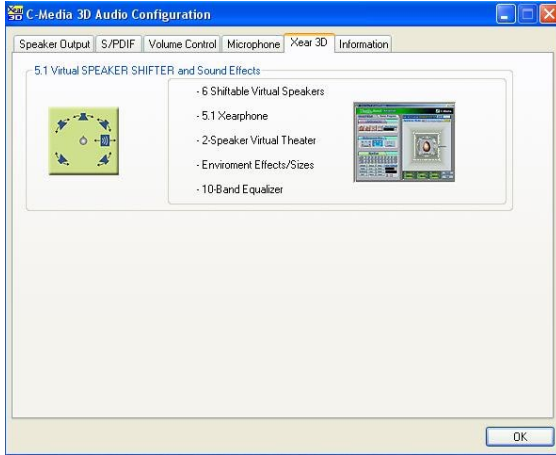 Xear 3D C-Media 3D Audio Configuration
Speaker Output S/PDIF Volume Control Microphone Xear 3D Information
5.1 Virtual SPEAKER SHIFTER and Sound Effects
- 6 Shiftable Virtual Speakers
- 5.1 Xearphone
- 2-Speaker Virtual Theater
- Enviroment Effects/Sizes
- 10-Band Equalizer
OK